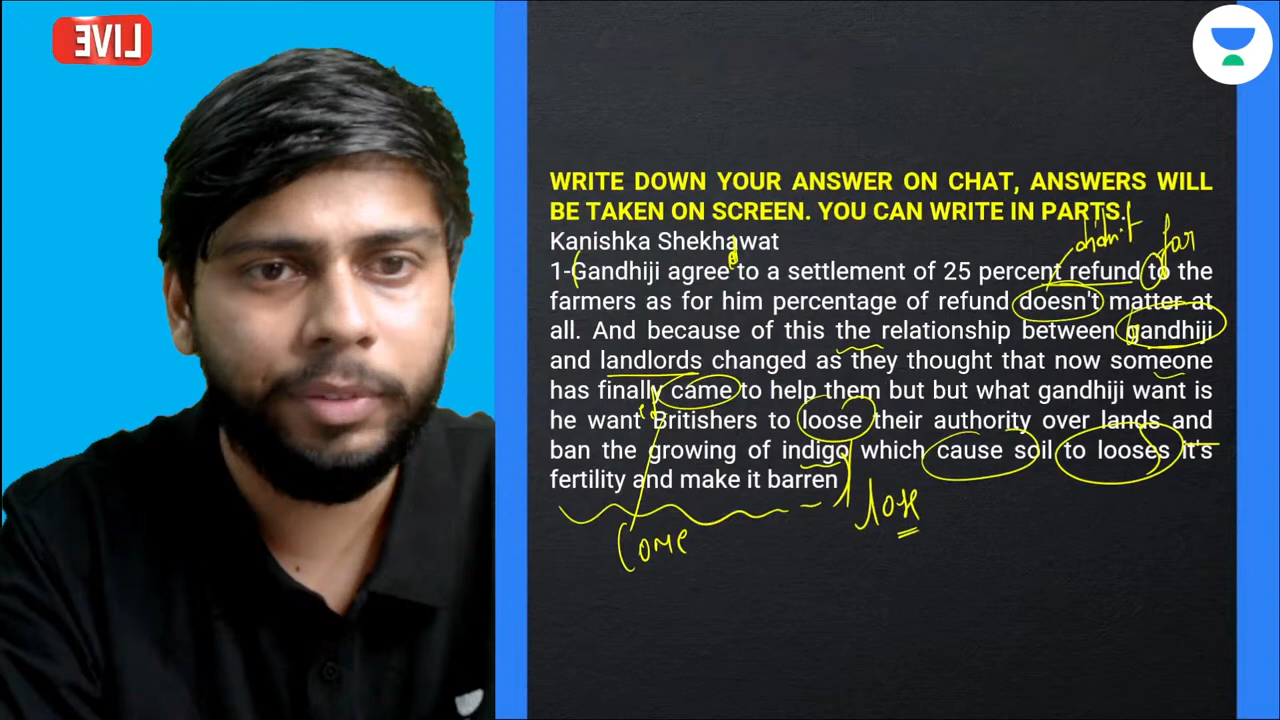 LIVE
WRITE DOWN YOUR ANSWER ON CHAT, ANSWERS WILL
BE TAKEN ON SCREEN. YOU CAN WRITE IN PARTS.
didn't
for
Kanishka Shekhawat
d
1-Gandhiji agree to a settlement of 25 percent refund to the
farmers as for him percentage of refund doesn't matter at
all. And because of this the relationship between gandhiji
and landlords changed as they thought that now someone
has finally came to help them but but what gandhiji want is
he want Britishers to loose their authority over lands and
ban the growing of indigo which cause soil to looses it's
fertility and make it barren
lose
Come